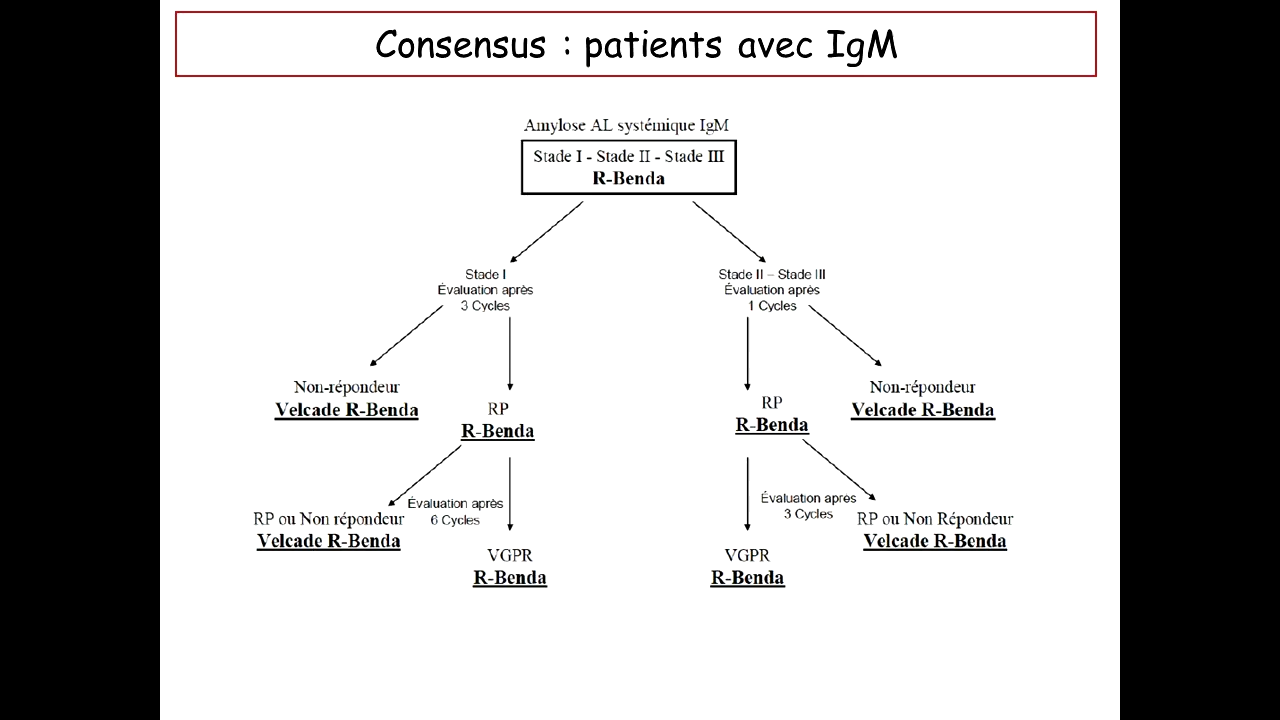 Consensus : patients avec IgM
Amylose AL systémique IgM
Stade I - Stade II - Stade III
R-Benda
Stade I
Évaluation après
3 Cycles
Stade II – Stade III
Évaluation après
1 Cycles
Non-répondeur
Velcade R-Benda
RP
R-Benda
RP
R-Benda
Non-répondeur
Velcade R-Benda
Évaluation après
6 Cycles
RP ou Non répondeur
Velcade R-Benda
VGPR
R-Benda
Évaluation après
3 Cycles
VGPR
R-Benda
RP ou Non Répondeur
Velcade R-Benda